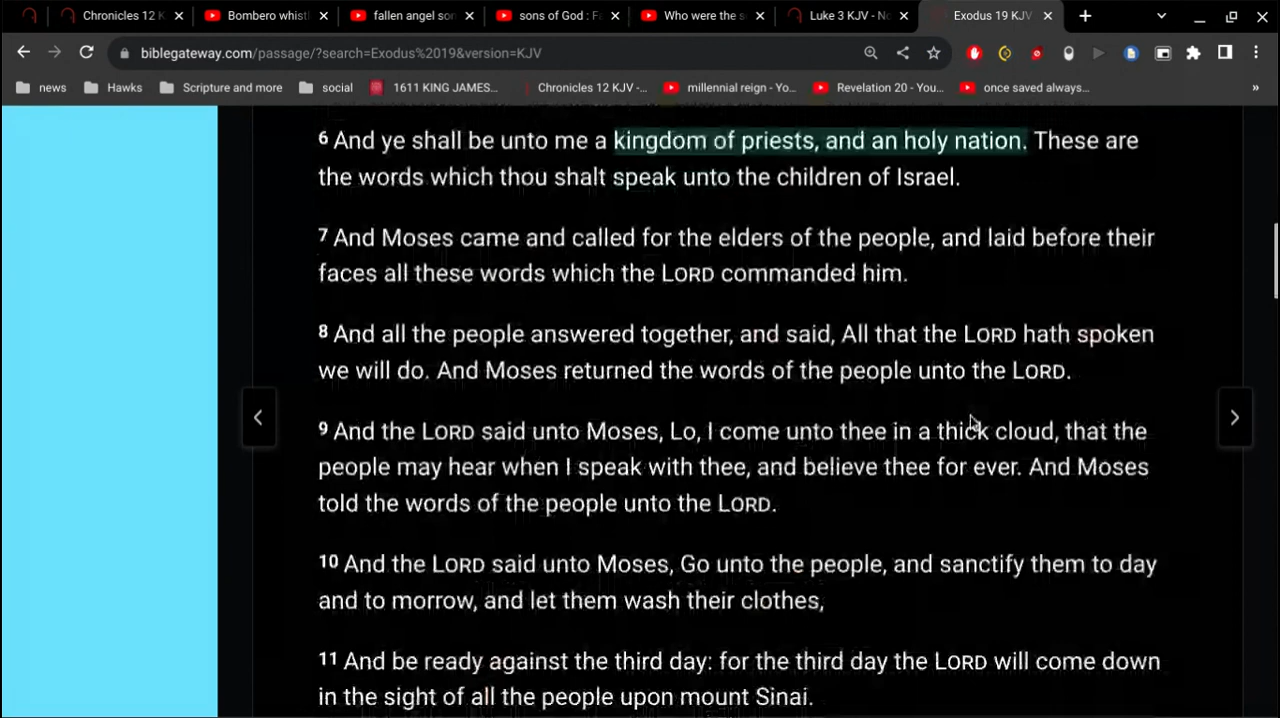 Chronicles 12 K
Bombero whistl
fallen angel son
sons of God : Fa
Who were the s
Luke 3 KJV - No
Exodus 19 KJV
biblegateway.com/passage/?search=Exodus%2019&version=KJV
news
Hawks
Scripture and more
social
1611 KING JAMES...
Chronicles 12 KJV -...
millennial reign - Yo...
Revelation 20 - You...
once saved always...
»
6 And ye shall be unto me a kingdom of priests, and an holy nation. These are
the words which thou shalt speak unto the children of Israel.
7 And Moses came and called for the elders of the people, and laid before their
faces all these words which the LORD commanded him.
8 And all the people answered together, and said, All that the LORD hath spoken
we will do. And Moses returned the words of the people unto the LORD.
9 And the LORD said unto Moses, Lo, I come unto thee in a thick cloud, that the
people may hear when I speak with thee, and believe thee for ever. And Moses
told the words of the people unto the LORD.
10 And the LORD said unto Moses, Go unto the people, and sanctify them to day
and to morrow, and let them wash their clothes,
11 And be ready against the third day: for the third day the LORD will come down
in the sight of all the people upon mount Sinai.